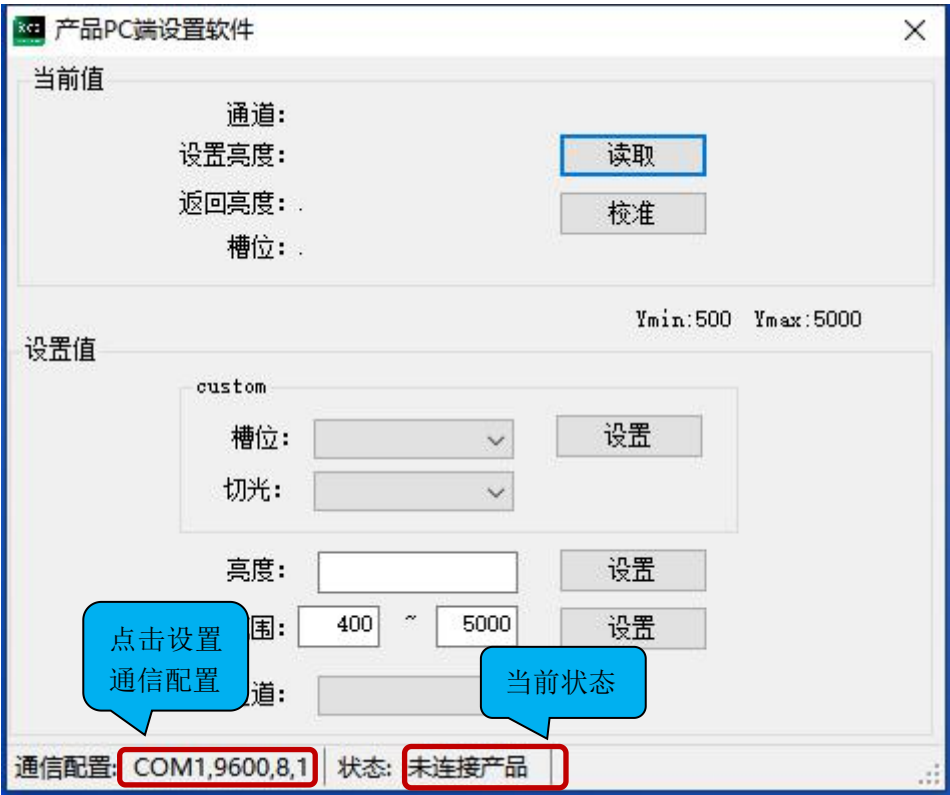 产品PC端设置软件
当前值
通道:
设置亮度:
读取
返回亮度: .
校准
槽位: .
Ymin:500 Ymax:5000
设置值
custom
槽位:
设置
切光:
亮度:
设置
围: 400 ~ 5000
设置
道:
点击设置
通信配置
当前状态
通信配置: COM1,9600,8,1 状态: 未连接产品